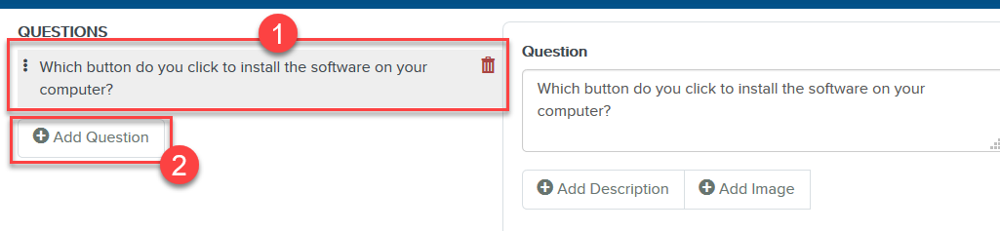 QUESTIONS
1
Which button do you click to install the software on your
computer?
Add Question
2
Question
Which button do you click to install the software on your
computer?
Add Description
Add Image